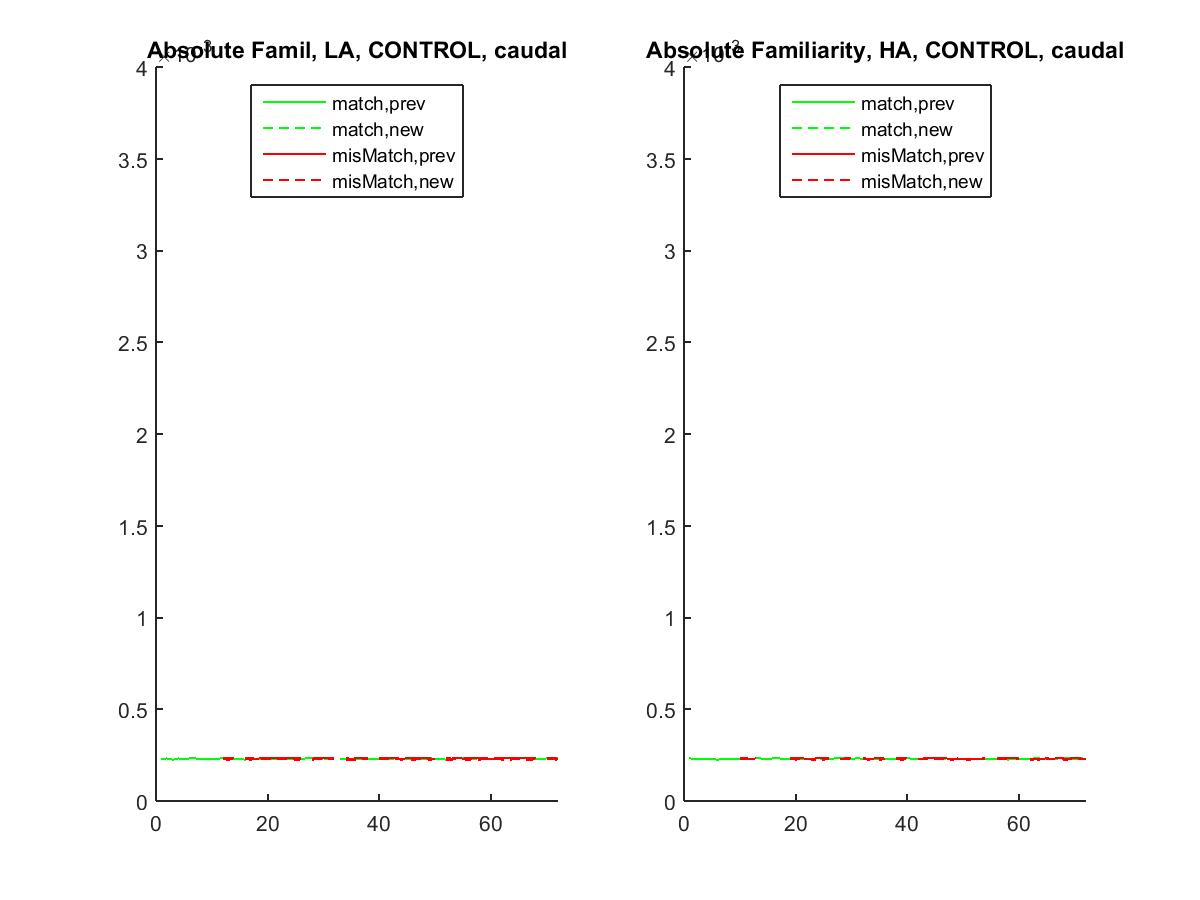 Absolute Famil, LA, CONTROL, caudal
×10
4
3.5
3
2.5
2
1.5
1
0.5
0
0
20
40
60
match,prev
match,new
misMatch,prev
misMatch,new
Absolute Familiarity, HA, CONTROL, caudal
×10
4
3.5
3
2.5
2
1.5
1
0.5
0
0
20
40
60
match,prev
match,new
misMatch,prev
misMatch,new